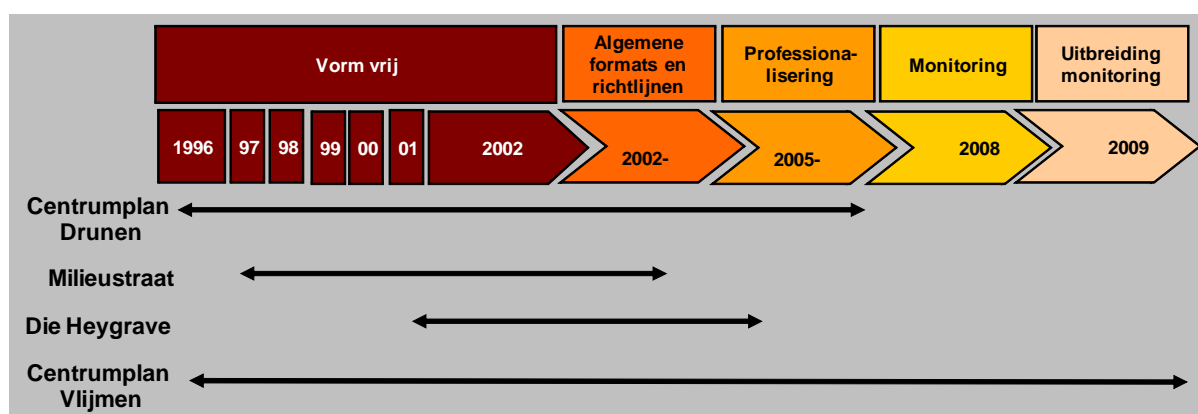 Vorm vrij
Algemene
formats en
richtlijnen
Professiona-
lisering
Monitoring
Uitbreiding
monitoring
1996
97
98
99
00
01
2002
2002-
2005-
2008
2009
Centrumplan
Drunen
Milieustraat
Die Heygrave
Centrumplan
Vlijmen